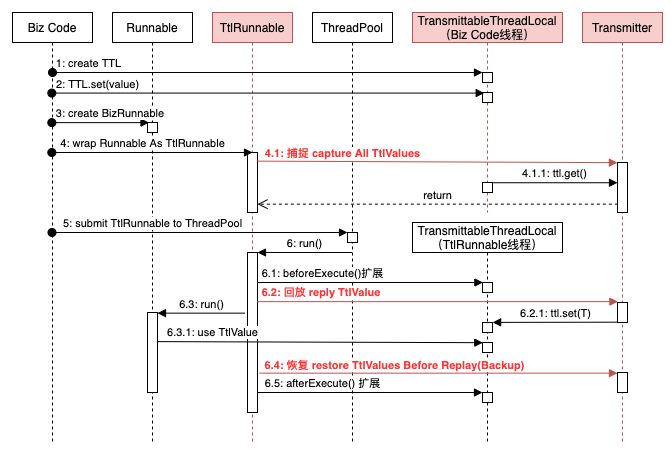 Biz Code
Runnable
TtlRunnable
ThreadPool
TransmittableThreadLocal
(Biz Code线程)
Transmitter
1: create TTL
2: TTL.set(value)
3: create BizRunnable
4: wrap Runnable As TtlRunnable
4.1: 捕捉 capture All TtlValues
4.1.1: ttl.get()
return
5: submit TtlRunnable to ThreadPool
TransmittableThreadLocal
(TtlRunnable线程)
6: run()
6.1: beforeExecute()扩展
6.2: 回放 reply TtlValue
6.3: run()
6.2.1: ttl.set(T)
6.3.1: use TtlValue
6.4: 恢复 restore TtlValues Before Replay(Backup)
6.5: afterExecute() 扩展